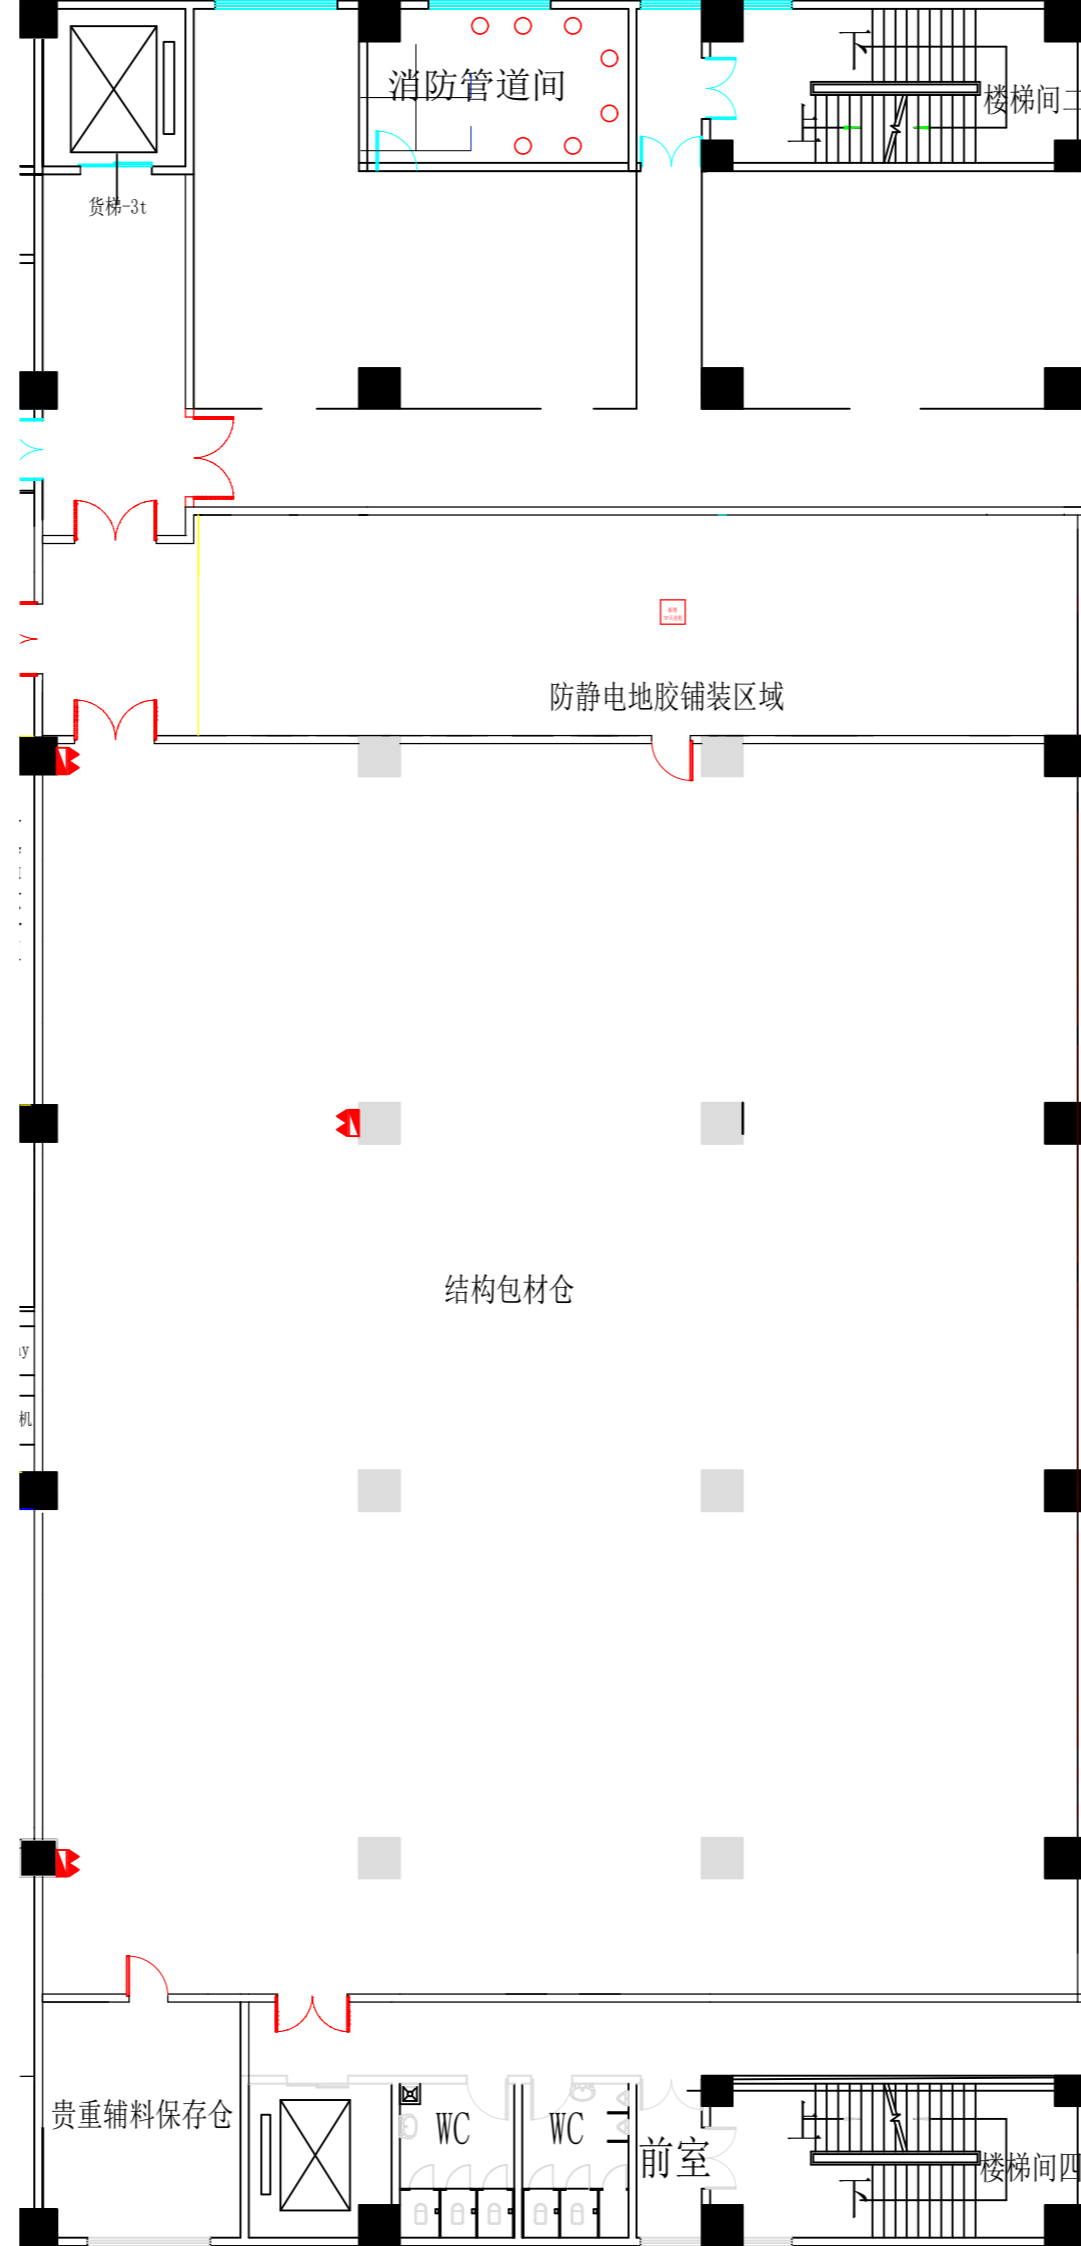 下
消防管道间
楼梯间二
上
货梯-3t
防静电地胶铺装区域
结构包材仓
机
贵重辅料保存仓
WC
WC
前室
上
楼梯间四
下